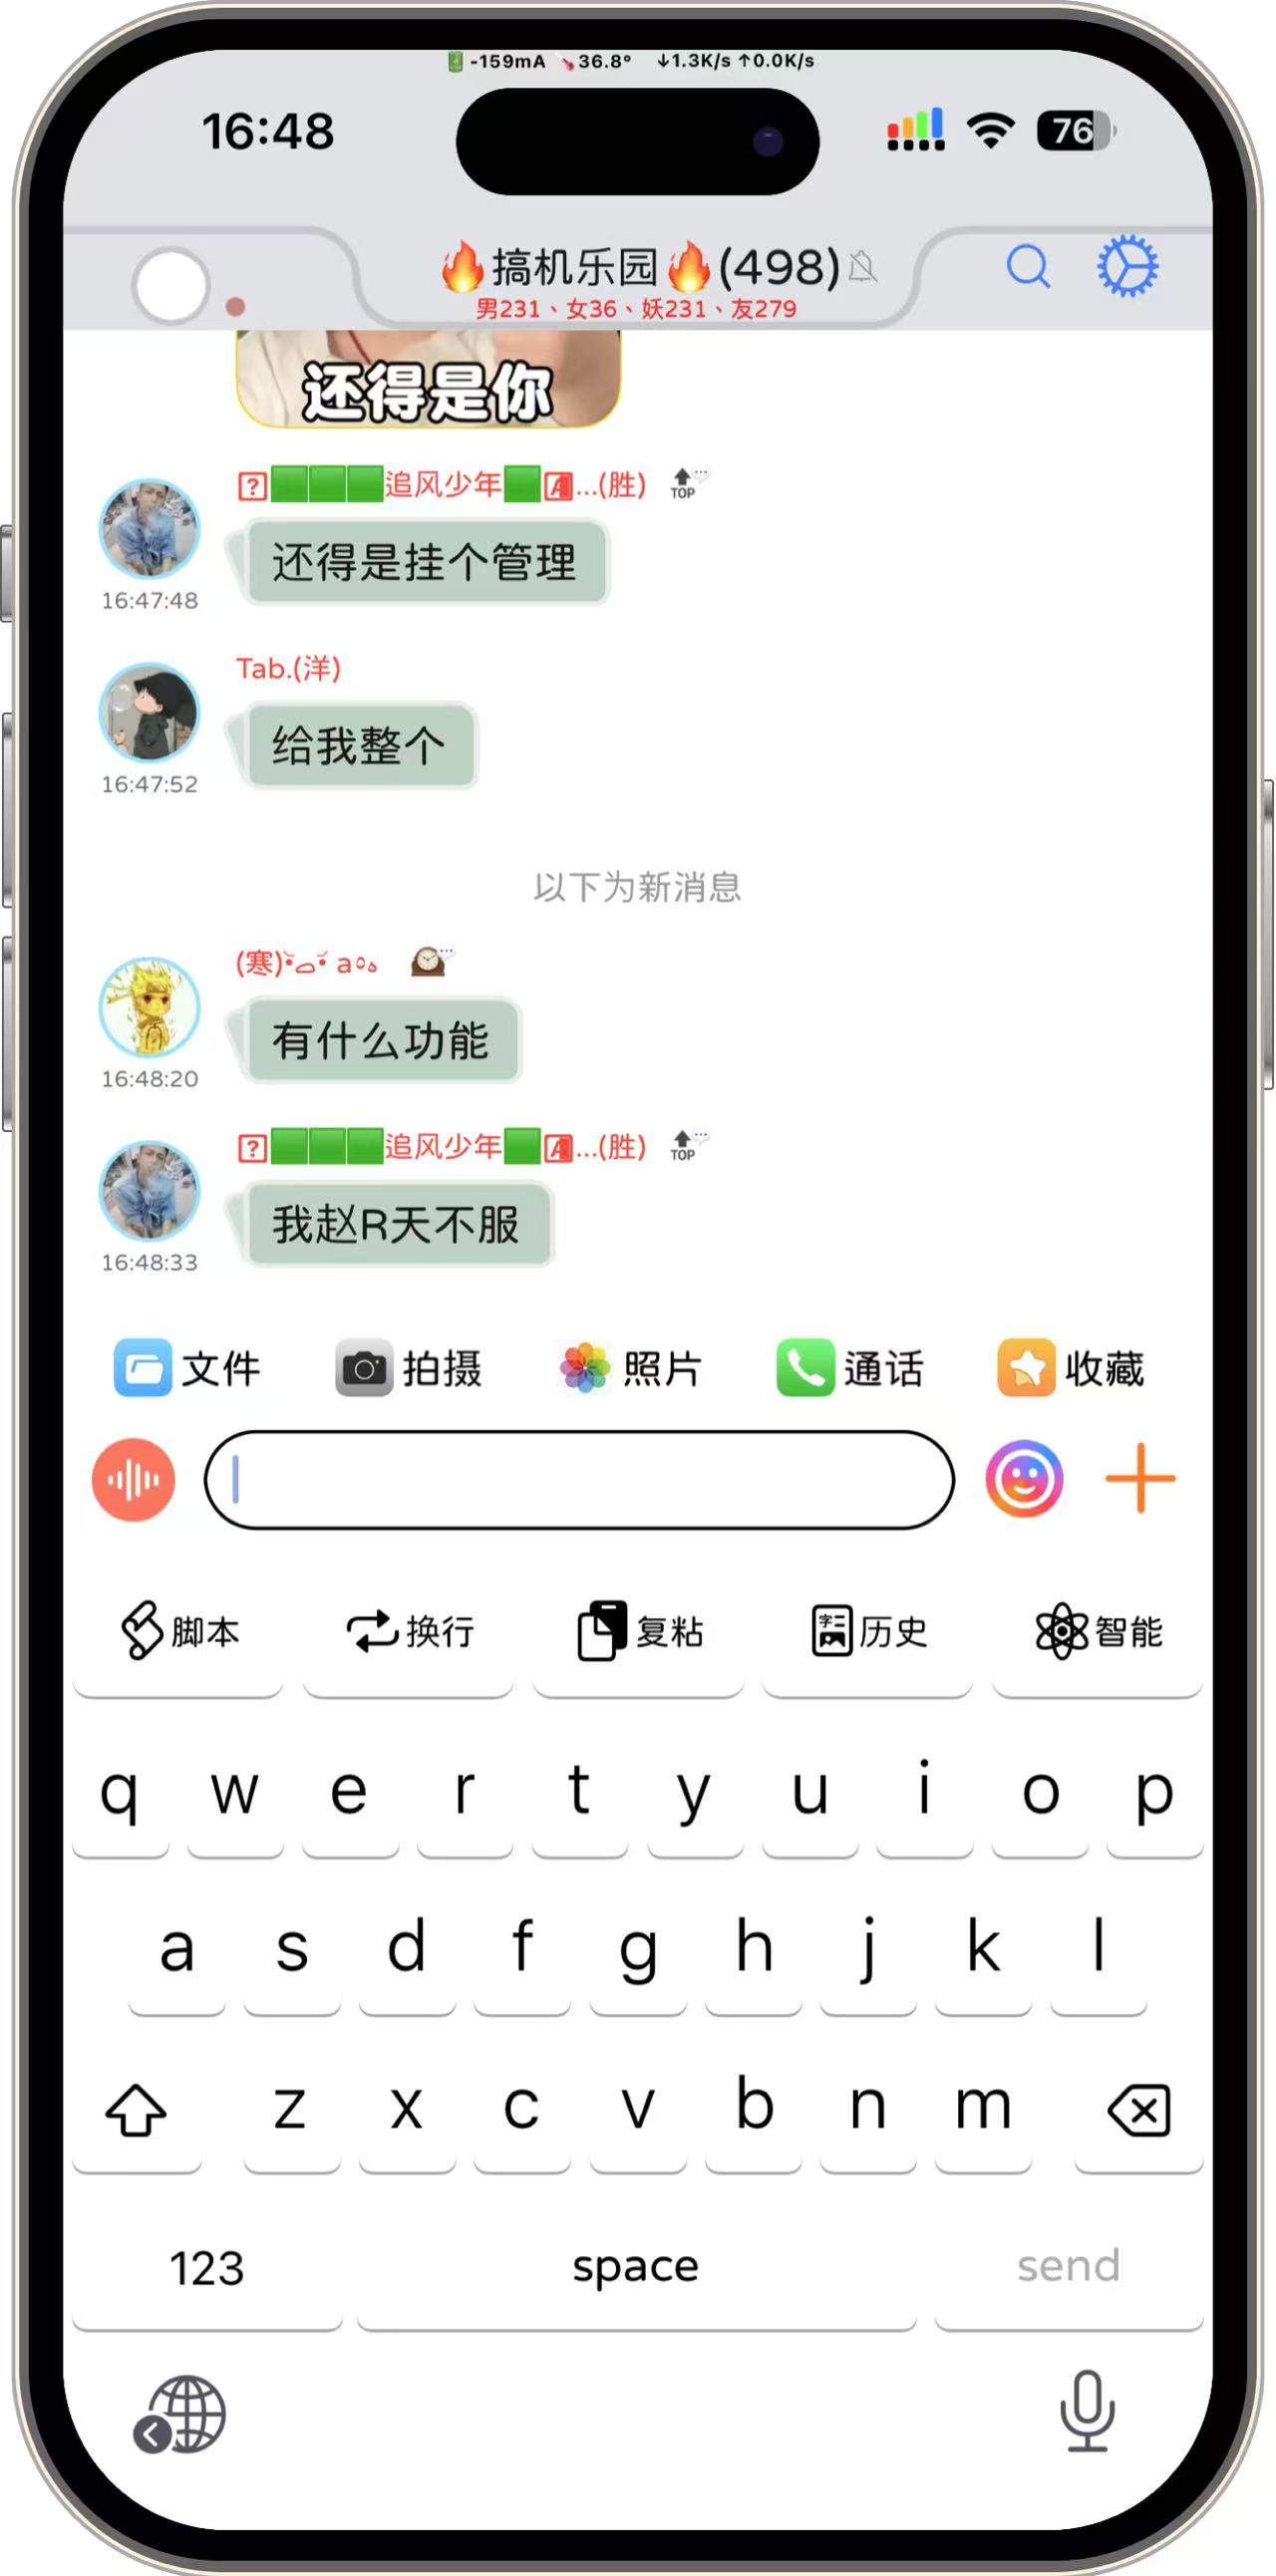 -159mA 36.8° ↓1.3K/s ↑0.0K/s
16:48
76
🔥搞机乐园🔥(498)
男231、女36、妖231、友279
还得是你
?🟩🟩🟩追风少年🟩A...(胜) TOP
还得是挂个管理
16:47:48
Tab.(洋)
给我整个
16:47:52
以下为新消息
(寒)
有什么功能
16:48:20
?🟩🟩🟩追风少年🟩A...(胜) TOP
我赵R天不服
16:48:33
文件 拍摄 照片 通话 收藏
脚本 换行 复粘 历史 智能
q w e r t y u i o p
a s d f g h j k l
z x c v b n m
123 space send